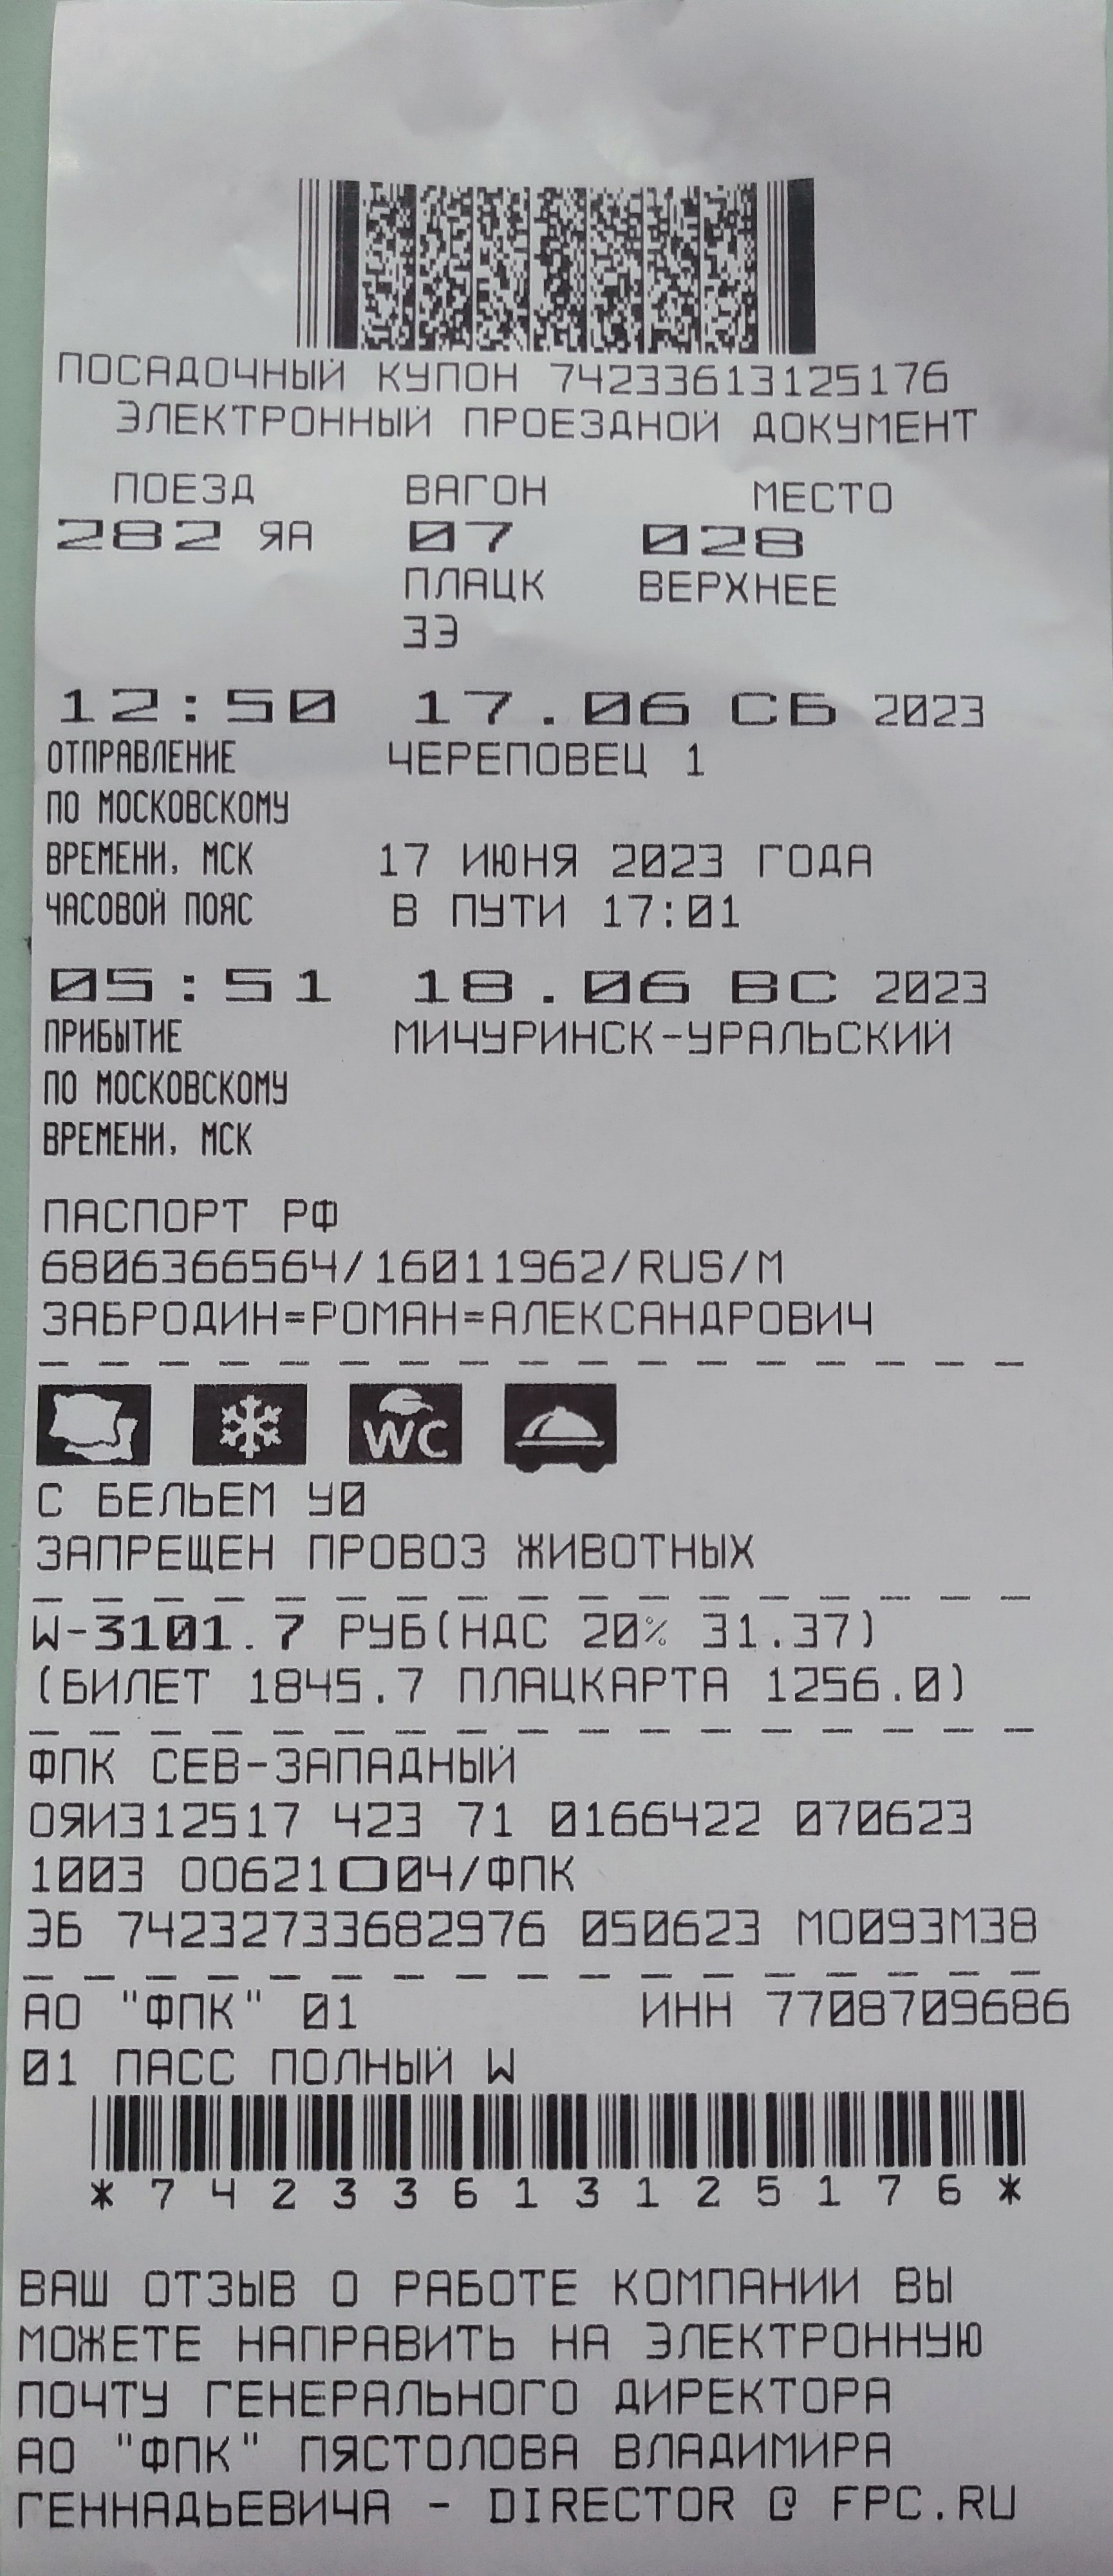 ПОСАДОЧНЫЙ КУПОН 74233613125176
ЭЛЕКТРОННЫЙ ПРОЕЗДНОЙ ДОКУМЕНТ
ПОЕЗД ВАГОН МЕСТО
282 ЯА 07 028
ПЛАЦК ВЕРХНЕЕ
3Э
12:50 17.06 СБ 2023
ОТПРАВЛЕНИЕ ЧЕРЕПОВЕЦ 1
ПО МОСКОВСКОМУ
ВРЕМЕНИ, МСК 17 ИЮНЯ 2023 ГОДА
ЧАСОВОЙ ПОЯС В ПУТИ 17:01
05:51 18.06 ВС 2023
ПРИБЫТИЕ МИЧУРИНСК-УРАЛЬСКИЙ
ПО МОСКОВСКОМУ
ВРЕМЕНИ, МСК
ПАСПОРТ РФ
6806366564/16011962/RUS/M
ЗАБРОДИН=РОМАН=АЛЕКСАНДРОВИЧ
WC
С БЕЛЬЕМ У0
ЗАПРЕЩЕН ПРОВОЗ ЖИВОТНЫХ
W-3101.7 РУБ(НДС 20% 31.37)
(БИЛЕТ 1845.7 ПЛАЦКАРТА 1256.0)
ФПК СЕВ-ЗАПАДНЫЙ
ОЯИ312517 423 71 0166422 070623
1003 00621О04/ФПК
ЭБ 74232733682976 050623 МО093М38
АО "ФПК" 01 ИНН 7708709686
01 ПАСС ПОЛНЫЙ W
*74233613125176*
ВАШ ОТЗЫВ О РАБОТЕ КОМПАНИИ ВЫ
МОЖЕТЕ НАПРАВИТЬ НА ЭЛЕКТРОННУЮ
ПОЧТУ ГЕНЕРАЛЬНОГО ДИРЕКТОРА
АО "ФПК" ПЯСТОЛОВА ВЛАДИМИРА
ГЕННАДЬЕВИЧА - DIRECTOR @ FPC.RU